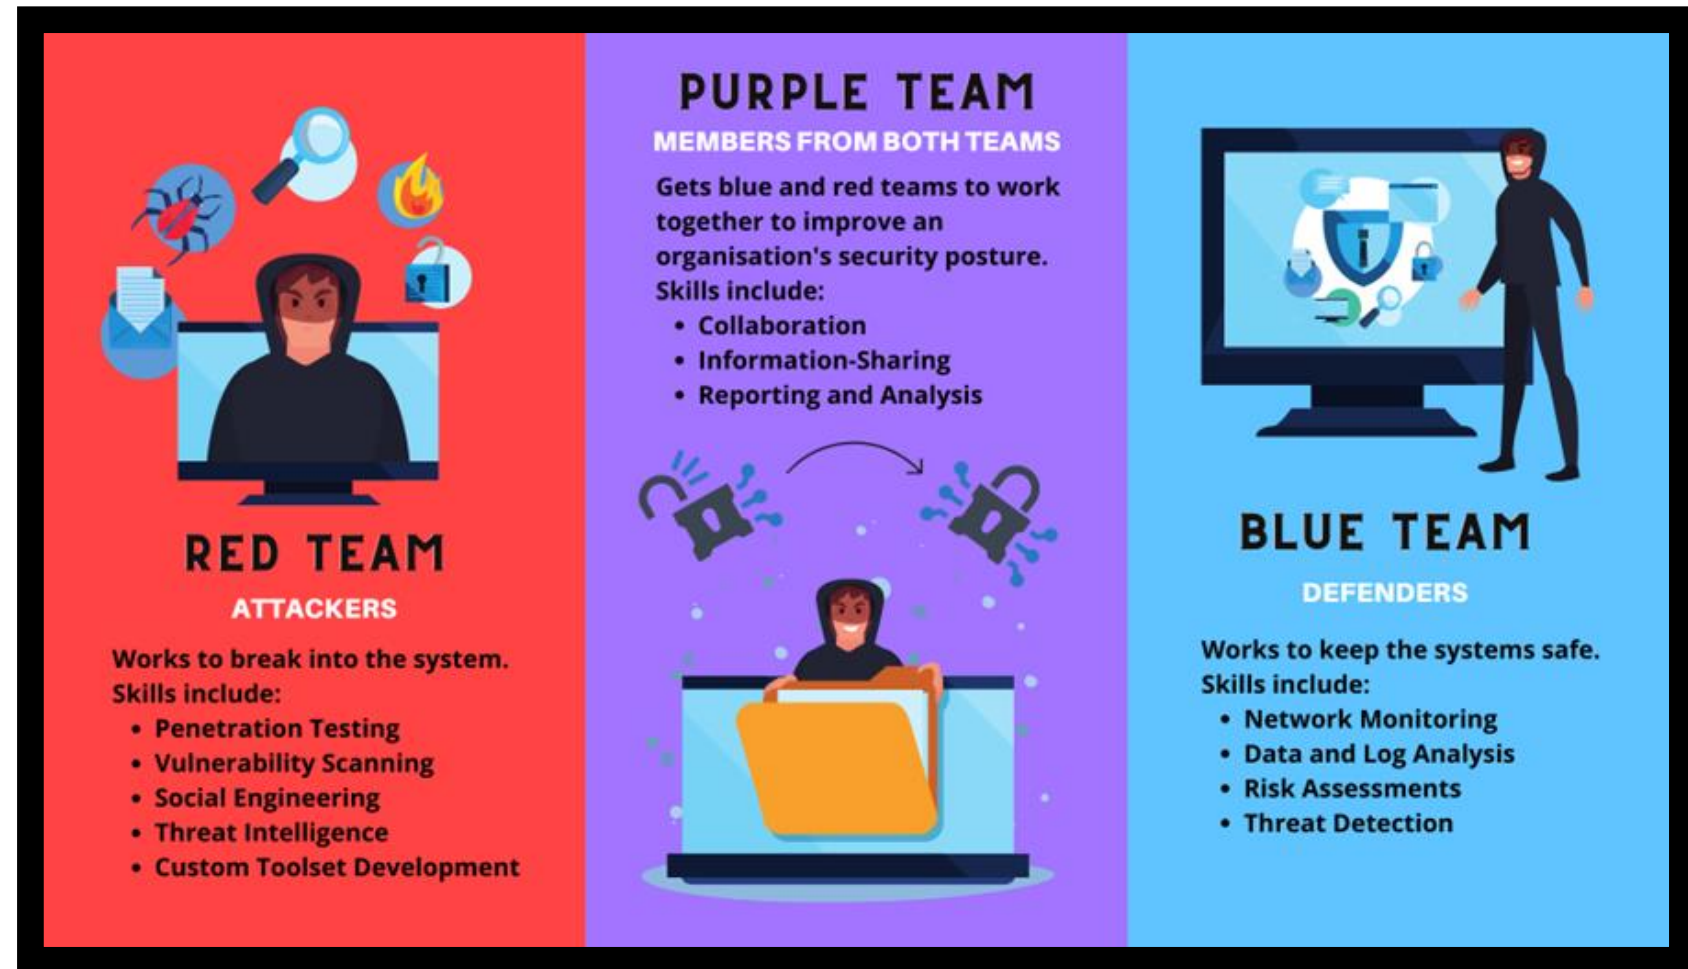 RED TEAM
ATTACKERS
Works to break into the system.
Skills include:
• Penetration Testing
• Vulnerability Scanning
• Social Engineering
• Threat Intelligence
• Custom Toolset Development
PURPLE TEAM
MEMBERS FROM BOTH TEAMS
Gets blue and red teams to work
together to improve an
organisation's security posture.
Skills include:
• Collaboration
• Information-Sharing
• Reporting and Analysis
BLUE TEAM
DEFENDERS
Works to keep the systems safe.
Skills include:
• Network Monitoring
• Data and Log Analysis
• Risk Assessments
• Threat Detection